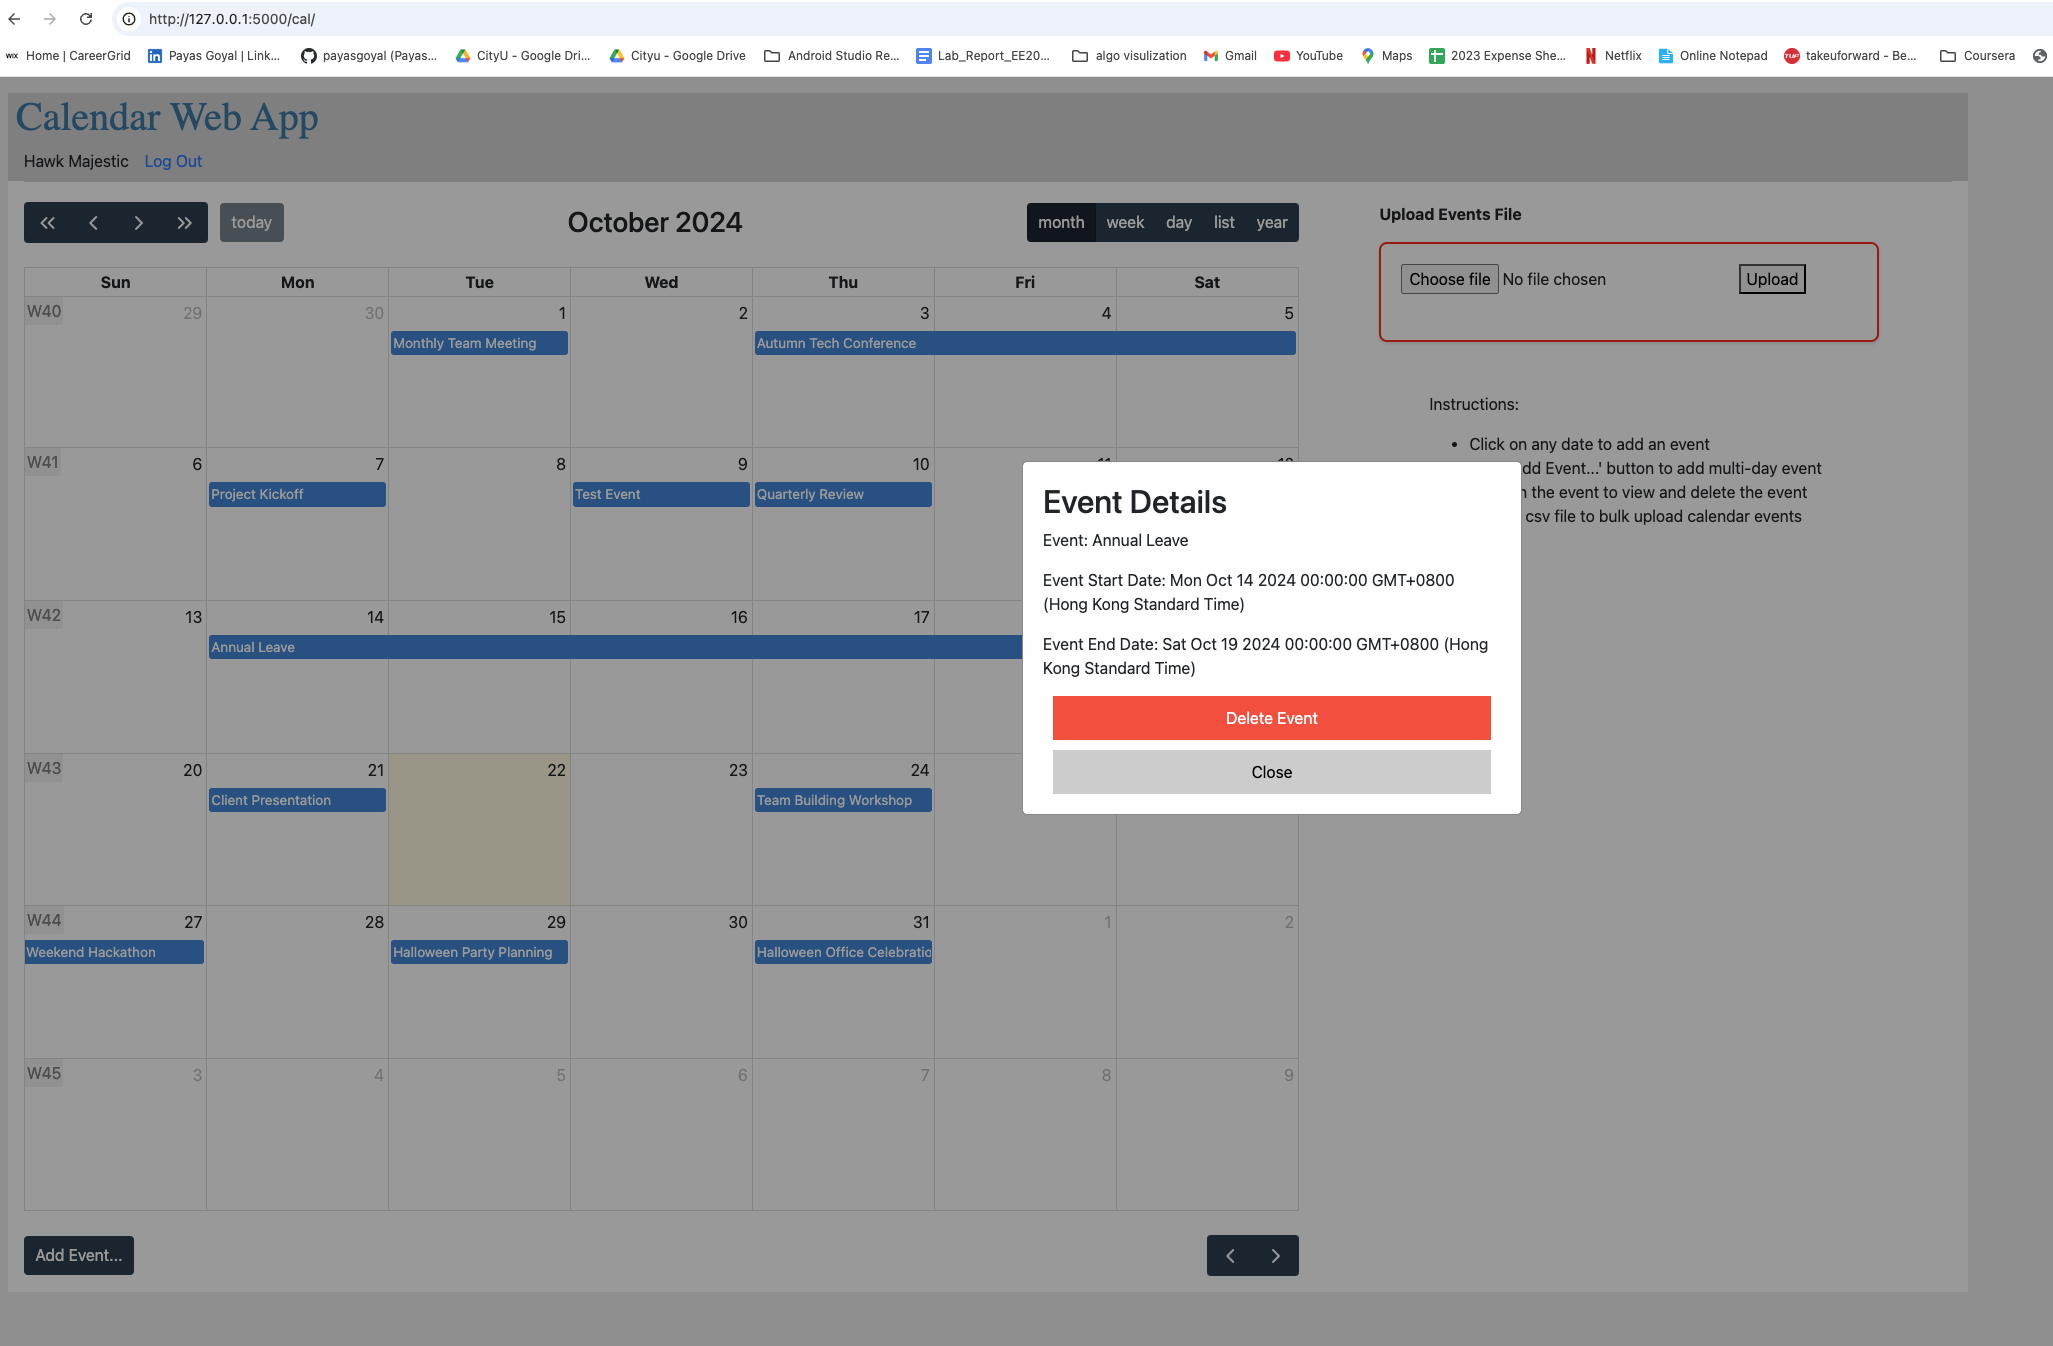 http://127.0.0.1:5000/cal/
WIX Home | CareerGrid
in Payas Goyal | Link...
payasgoyal (Payas...
CityU - Google Dri...
Cityu - Google Drive
Android Studio Re...
Lab_Report_EE20...
algo visulization
Gmail
YouTube
Maps
2023 Expense She...
Netflix
Online Notepad
TUF takeuforward - Be...
Coursera
Calendar Web App
Hawk Majestic Log Out
today
October 2024
month week day list year
Sun Mon Tue Wed Thu Fri Sat
W40 29 30 1 2 3 4 5
Monthly Team Meeting
Autumn Tech Conference
W41 6 7 8 9 10
Project Kickoff
Test Event
Quarterly Review
W42 13 14 15 16 17
Annual Leave
W43 20 21 22 23 24
Client Presentation
Team Building Workshop
W44 27 28 29 30 31 1 2
Weekend Hackathon
Halloween Party Planning
Halloween Office Celebratio
W45 3 4 5 6 7 8 9
Add Event...
Upload Events File
Choose file No file chosen
Upload
Instructions:
• Click on any date to add an event
dd Event...' button to add multi-day event
the event to view and delete the event
csv file to bulk upload calendar events
Event Details
Event: Annual Leave
Event Start Date: Mon Oct 14 2024 00:00:00 GMT+0800
(Hong Kong Standard Time)
Event End Date: Sat Oct 19 2024 00:00:00 GMT+0800 (Hong
Kong Standard Time)
Delete Event
Close